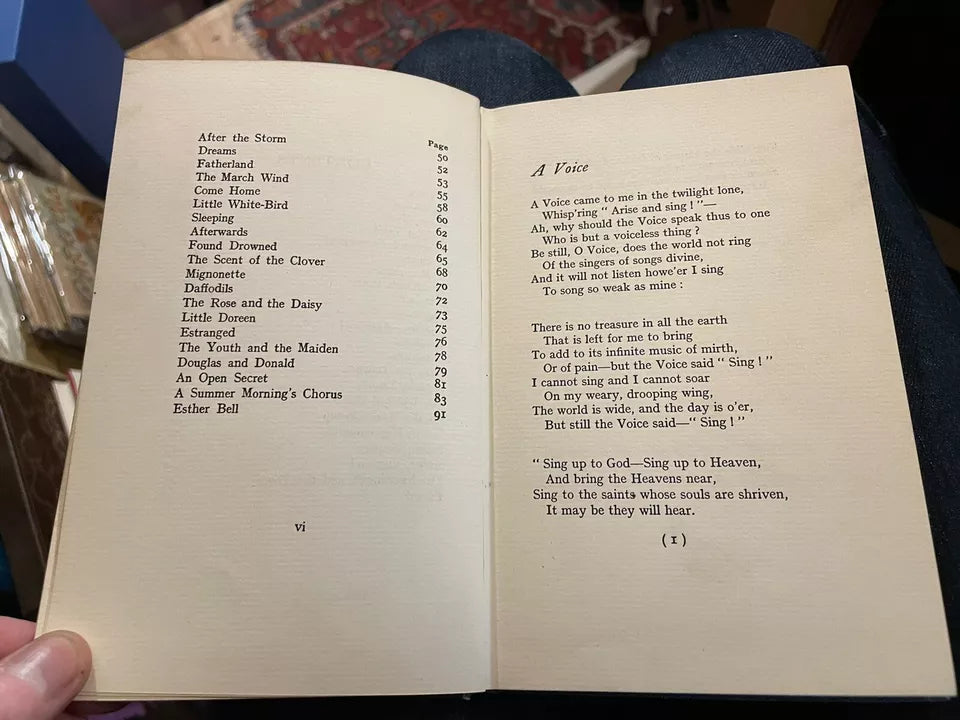 Page
After the Storm 50
Dreams 52
Fatherland 53
The March Wind 55
Come Home 58
Little White-Bird 60
Sleeping 62
Afterwards 64
Found Drowned 65
The Scent of the Clover 68
Mignonette 70
Daffodils 72
The Rose and the Daisy 73
Little Doreen 75
Estranged 76
The Youth and the Maiden 78
Douglas and Donald 79
An Open Secret 81
A Summer Morning's Chorus 83
Esther Bell 91
vi
A Voice
A Voice came to me in the twilight lone,
Whisp'ring “ Arise and sing ! ”—
Ah, why should the Voice speak thus to one
Who is but a voiceless thing ?
Be still, O Voice, does the world not ring
Of the singers of songs divine,
And it will not listen howe'er I sing
To song so weak as mine :
There is no treasure in all the earth
That is left for me to bring
To add to its infinite music of mirth,
Or of pain—but the Voice said “ Sing ! ”
I cannot sing and I cannot soar
On my weary, drooping wing,
The world is wide, and the day is o'er,
But still the Voice said—“ Sing ! ”
“ Sing up to God—Sing up to Heaven,
And bring the Heavens near,
Sing to the saints whose souls are shriven,
It may be they will hear.
( 1 )